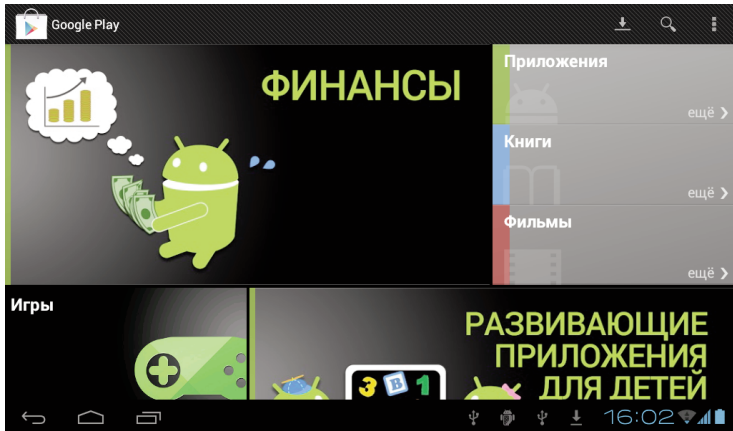 Google Play
ФИНАНСЫ
Приложения
ещё
Книги
ещё
Фильмы
ещё
Игры
РАЗВИВАЮЩИЕ
ПРИЛОЖЕНИЯ
ДЛЯ ДЕТЕЙ
3 В 1
16:02